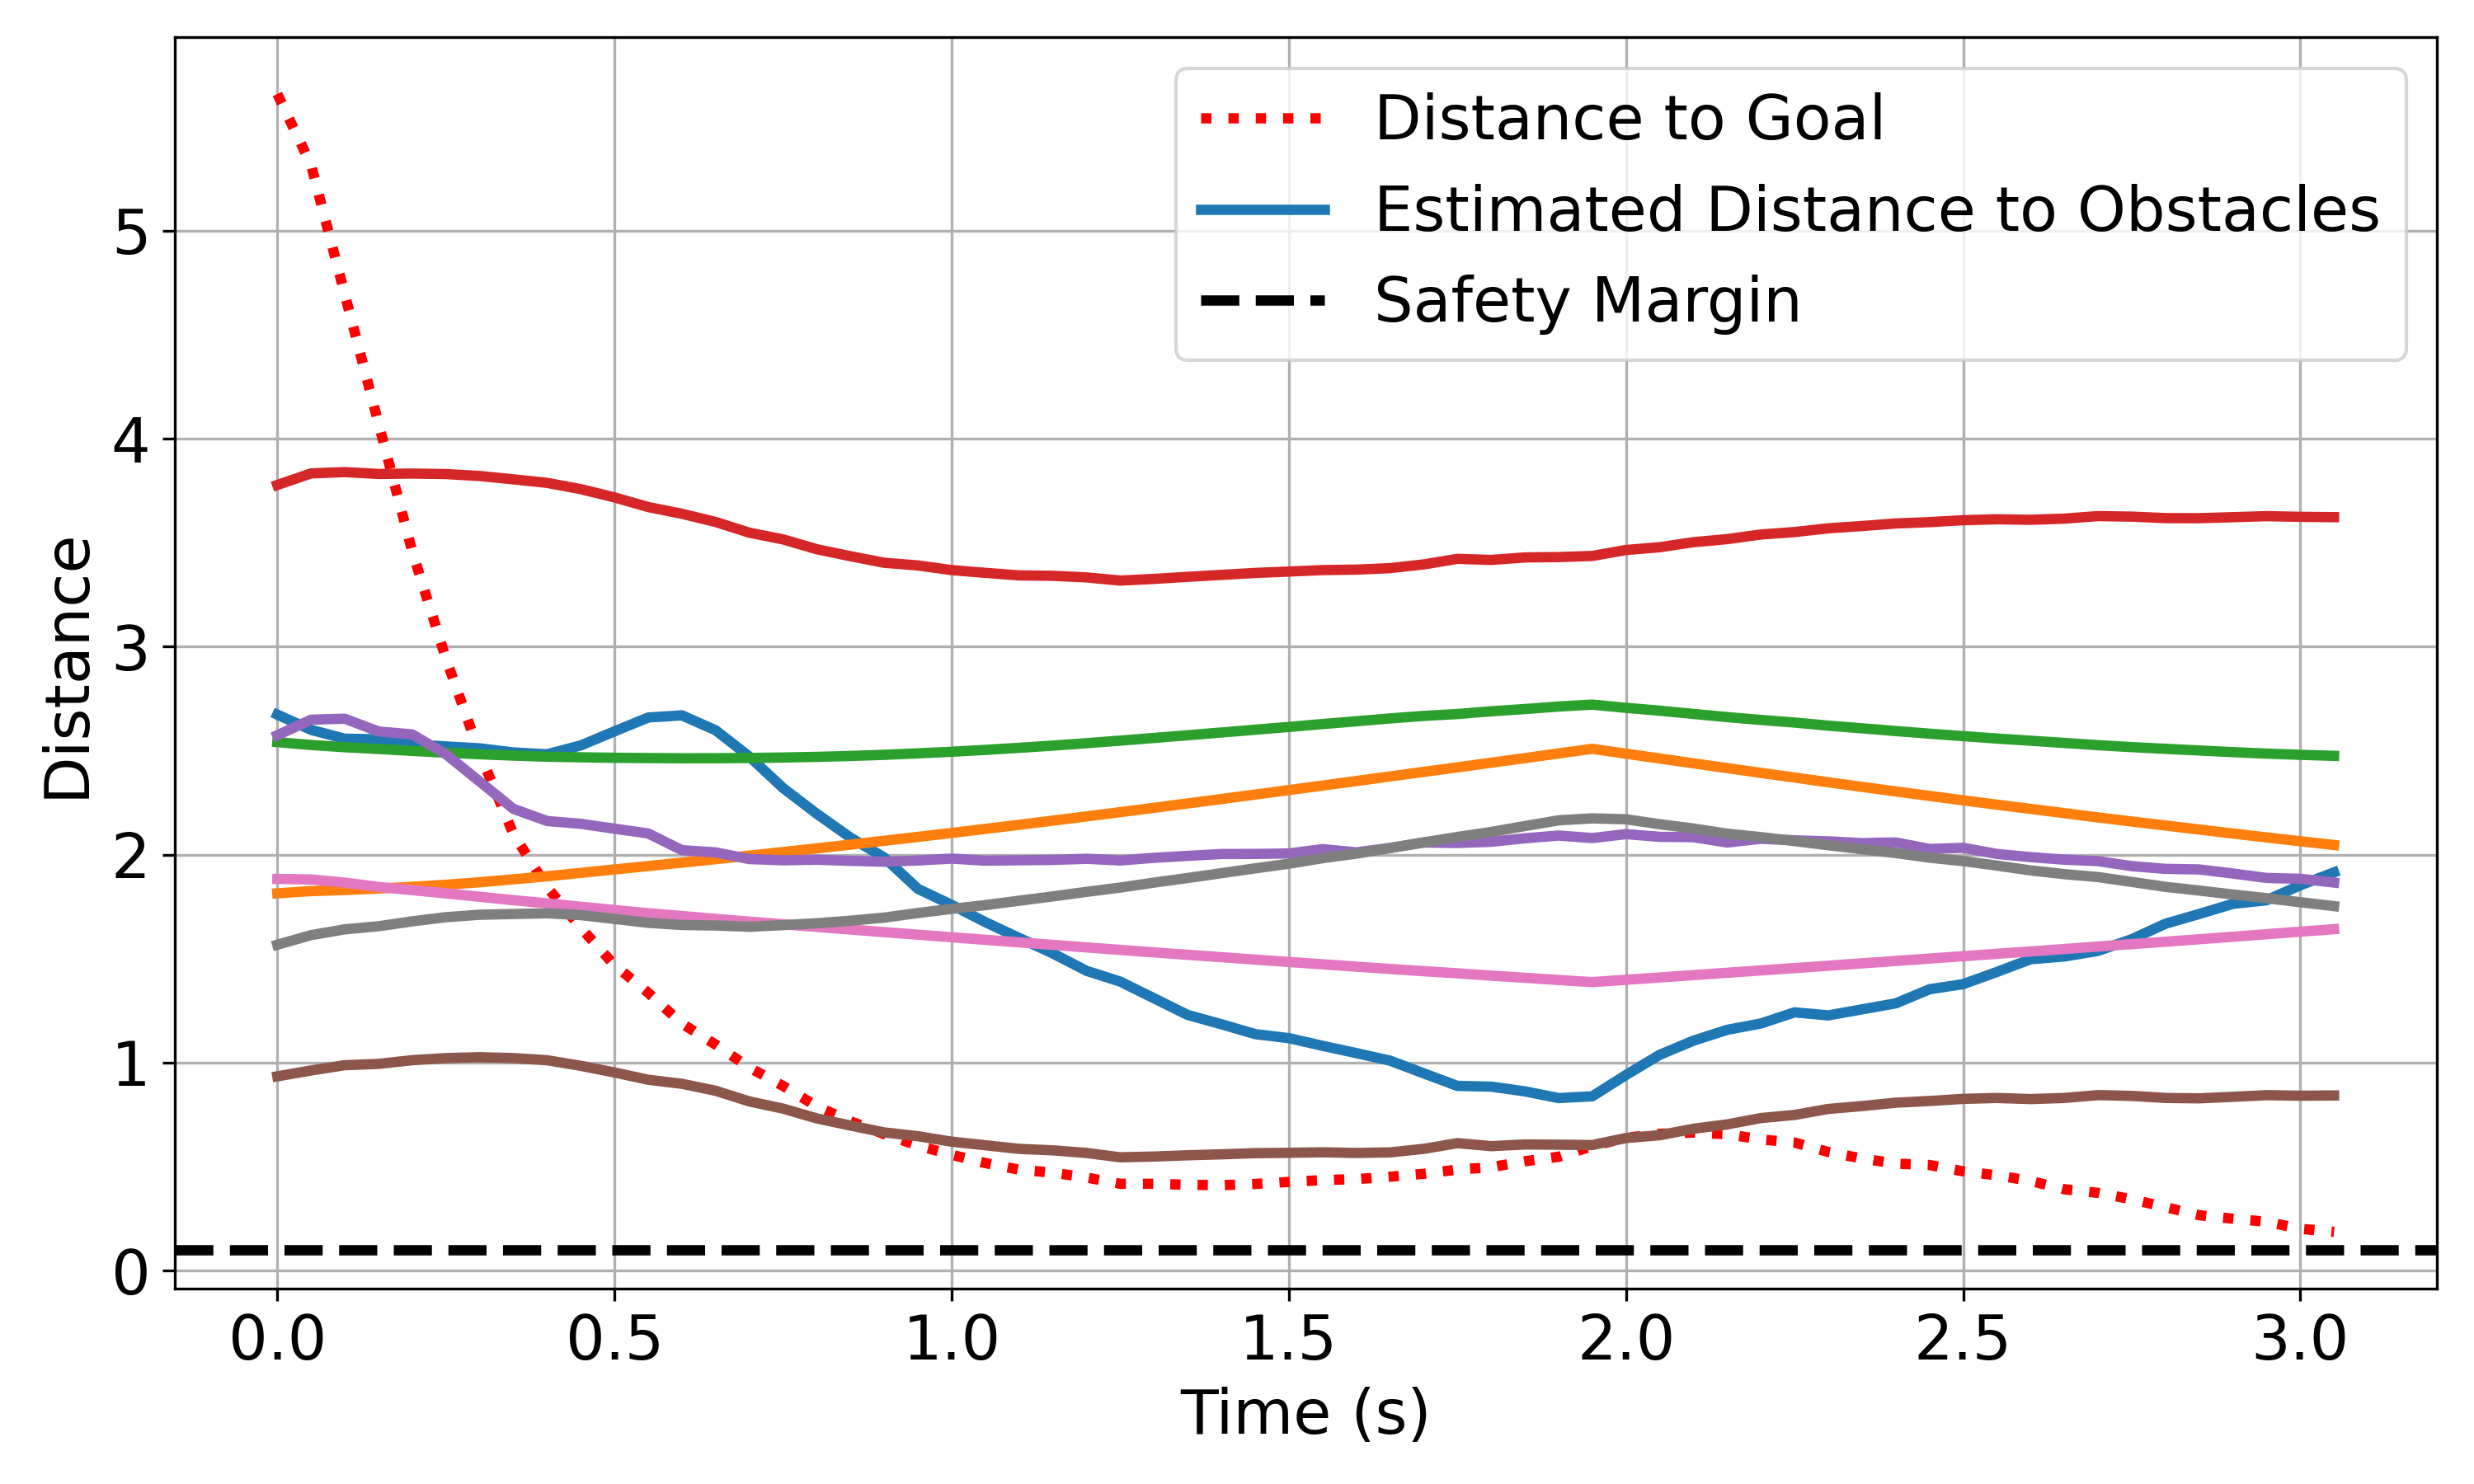 Distance to Goal
Estimated Distance to Obstacles
Safety Margin
Distance
5
4
3
2
1
0
0.0 0.5 1.0 1.5 2.0 2.5 3.0
Time (s)